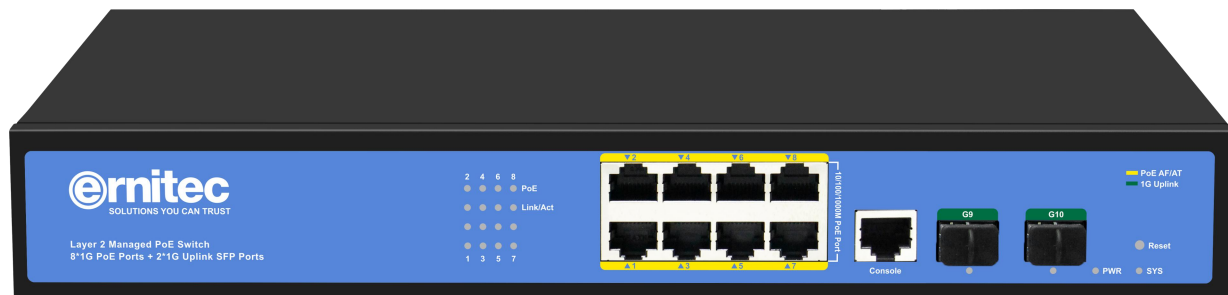 ernitec
SOLUTIONS YOU CAN TRUST
Layer 2 Managed PoE Switch
8*1G PoE Ports + 2*1G Uplink SFP Ports
2 4 6 8
PoE
Link/Act
1 3 5 7
▼2 ▼4 ▼6 ▼8
▲1 ▲3 ▲5 ▲7
10/100/1000M PoE Port
Console
G9
G10
PoE AF/AT
1G Uplink
Reset
PWR
SYS